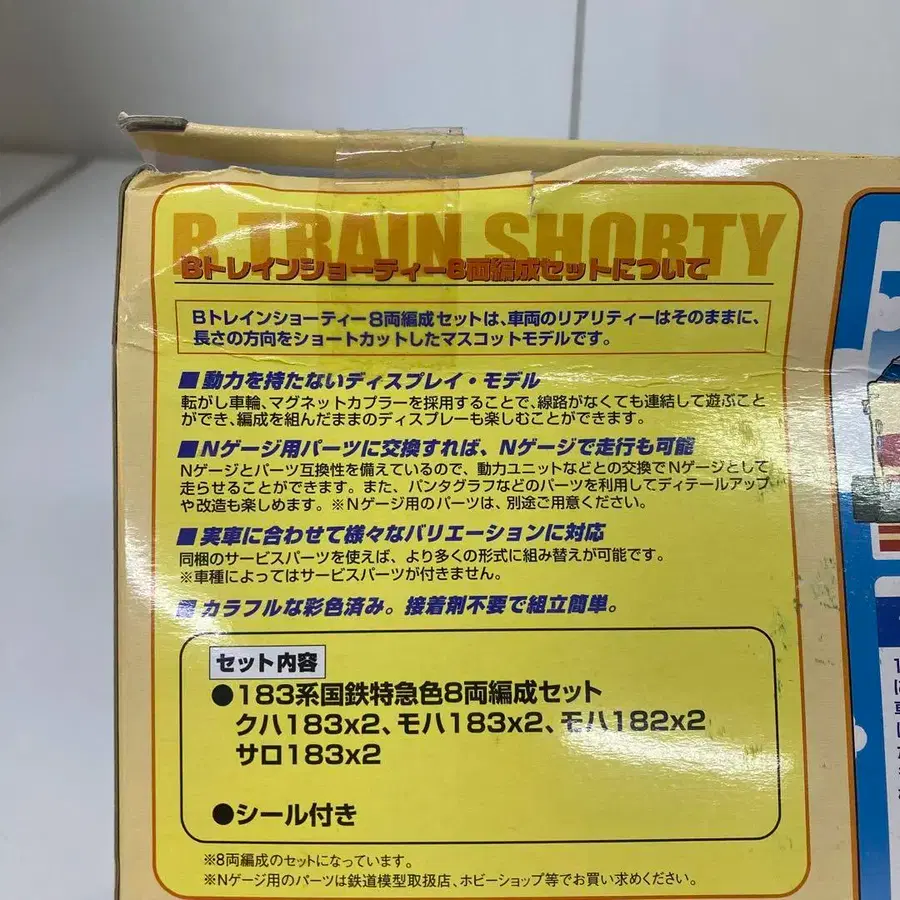 B TRAIN SHORTY
Bトレインショーティー8両編成セットについて
Bトレインショーティー8両編成セットは、車両のリアリティーはそのままに、
長さの方向をショートカットしたマスコットモデルです。
■動力を持たないディスプレイ・モデル
転がし車輪、マグネットカプラーを採用することで、線路がなくても連結して遊ぶこと
ができ、編成を組んだままのディスプレーも楽しむことができます。
■Nゲージ用パーツに交換すれば、Nゲージで走行も可能
Nゲージとパーツ互換性を備えているので、動力ユニットなどとの交換でNゲージとして
走らせることができます。また、パンタグラフなどのパーツを利用してディテールアップ
や改造も楽しめます。※Nゲージ用のパーツは、別途ご用意ください。
■実車に合わせて様々なバリエーションに対応
同梱のサービスパーツを使えば、より多くの形式に組み替えが可能です。
※車種によってはサービスパーツが付きません。
■カラフルな彩色済み。接着剤不要で組立簡単。
セット内容
●183系国鉄特急色8両編成セット
クハ183x2、モハ183x2、モハ182x2
サロ183x2
●シール付き
※8両編成のセットになっています。
※Nゲージ用のパーツは鉄道模型取扱店、ホビーショップ等でお買い求めください。